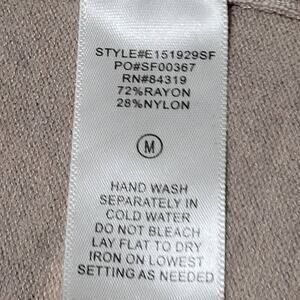 STYLE#E151929SF
PO#SF00367
RN#84319
72%RAYON
28%NYLON
M
HAND WASH
SEPARATELY IN
COLD WATER
DO NOT BLEACH
LAY FLAT TO DRY
IRON ON LOWEST
SETTING AS NEEDED